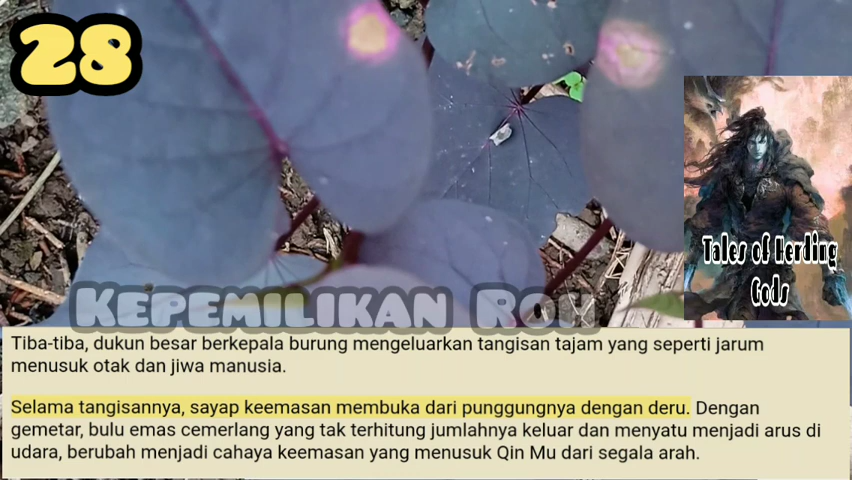 28
Tales of Herding
Gods
KEPEMILIKAN ROH
Tiba-tiba, dukun besar berkepala burung mengeluarkan tangisan tajam yang seperti jarum
menusuk otak dan jiwa manusia.
Selama tangisannya, sayap keemasan membuka dari punggungnya dengan deru. Dengan
gemetar, bulu emas cemerlang yang tak terhitung jumlahnya keluar dan menyatu menjadi arus di
udara, berubah menjadi cahaya keemasan yang menusuk Qin Mu dari segala arah.